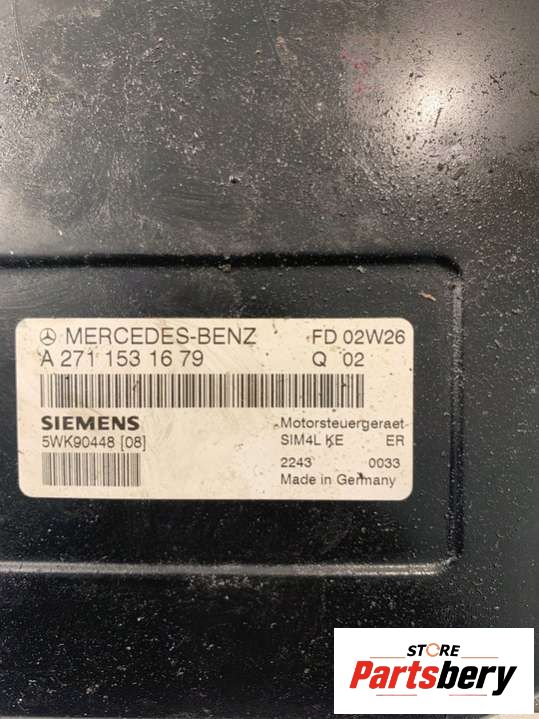 MERCEDES-BENZ FD 02W26
A 271 153 16 79 Q 02
SIEMENS Motorsteuergeraet
5WK90448 [08] SIM4L KE ER
2243 0033
Made in Germany
STORE
Partsbery